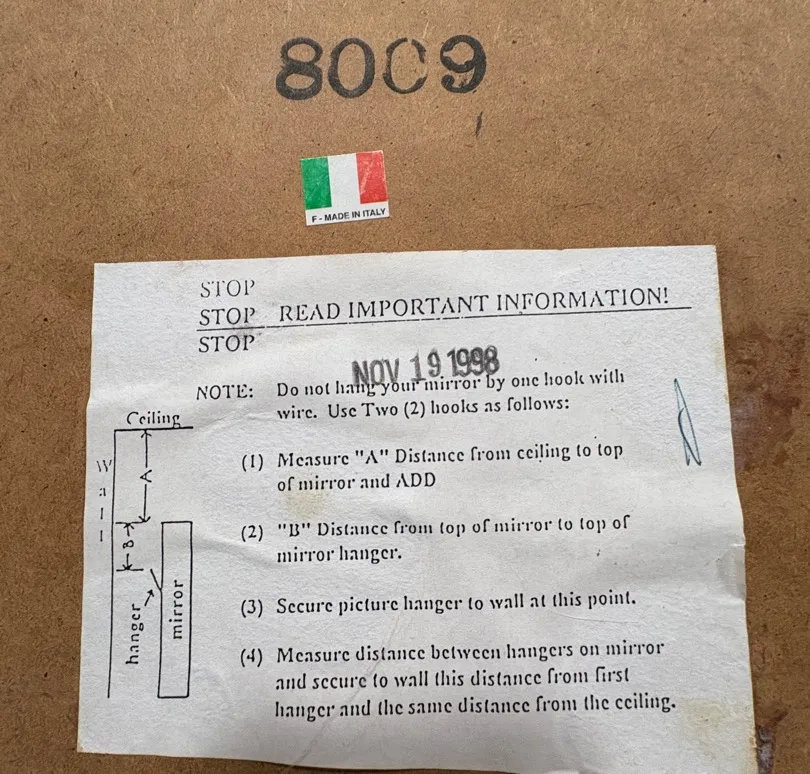 8009
F - MADE IN ITALY
STOP
STOP READ IMPORTANT INFORMATION!
STOP
NOV 19 1998
NOTE: Do not hang your mirror by one hook with
wire. Use Two (2) hooks as follows:
(1) Measure "A" Distance from ceiling to top
of mirror and ADD
(2) "B" Distance from top of mirror to top of
mirror hanger.
(3) Secure picture hanger to wall at this point.
(4) Measure distance between hangers on mirror
and secure to wall this distance from first
hanger and the same distance from the ceiling.
Ceiling
Wall
A
B
hanger
mirror